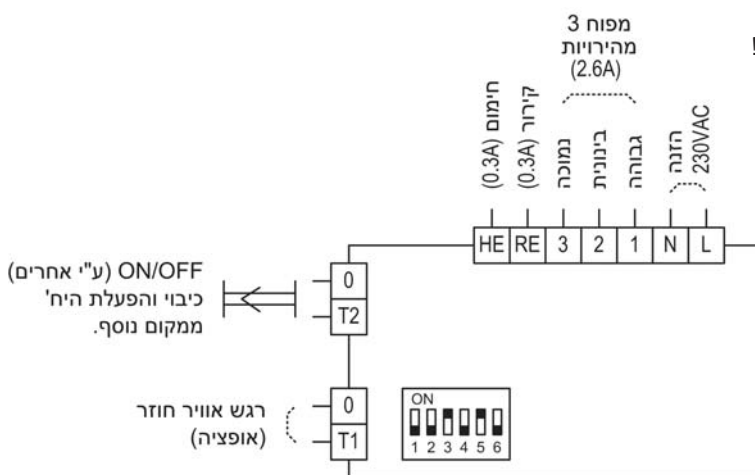 מפוח 3
מהירויות
(2.6A)
!
חימום (0.3A)
קירור (0.3A)
נמוכה
בינונית
גבוהה
הזנה
230VAC
HE RE 3 2 1 N L
ON/OFF (ע"י אחרים)
כיבוי והפעלת היח'
ממקום נוסף.
0
T2
רגש אוויר חוזר
(אופציה)
0
T1
ON
1 2 3 4 5 6